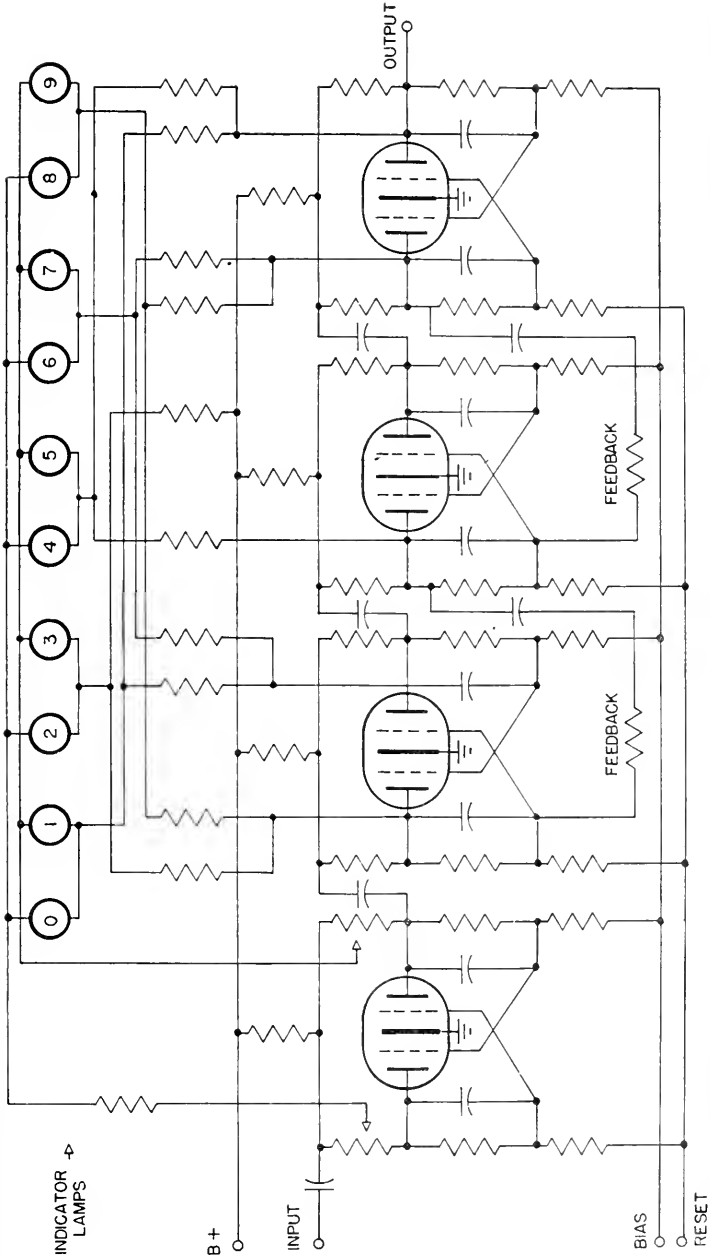 INDICATOR
LAMPS
0
1
2
3
4
5
6
7
8
9
B+
INPUT
OUTPUT
FEEDBACK
FEEDBACK
BIAS
RESET